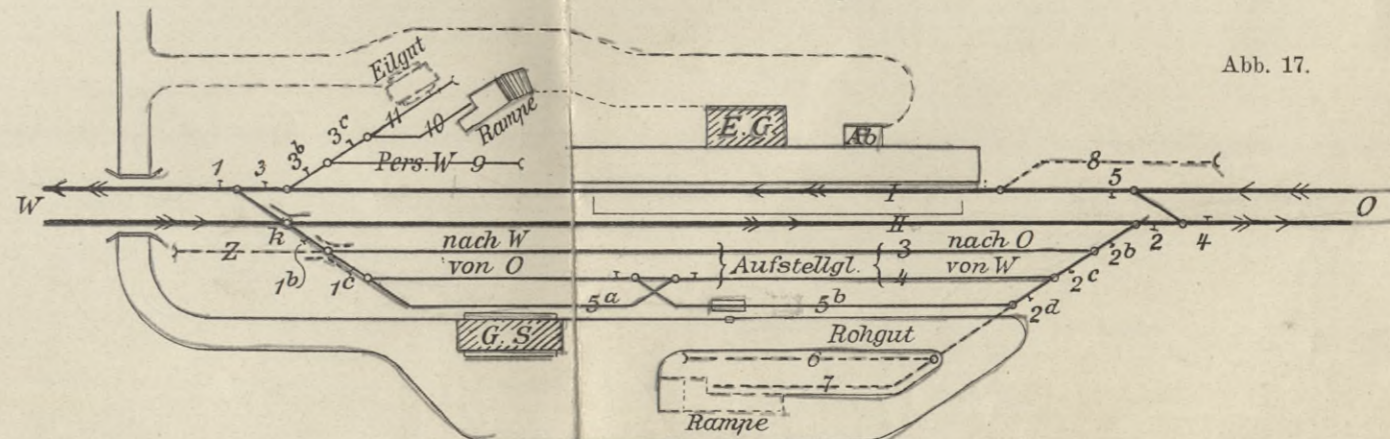 Abb. 17.
Eilgut
11
10
Rampe
3c
3b
Pers. W 9
E.G
Ab
8
1
3
5
I
W
O
II
k
2
4
Z
nach W
3
nach O
2b
1b
von O
Aufstellgl.
4
von W
2c
1c
5a
5b
2d
G.S
Rohgut
6
7
Rampe